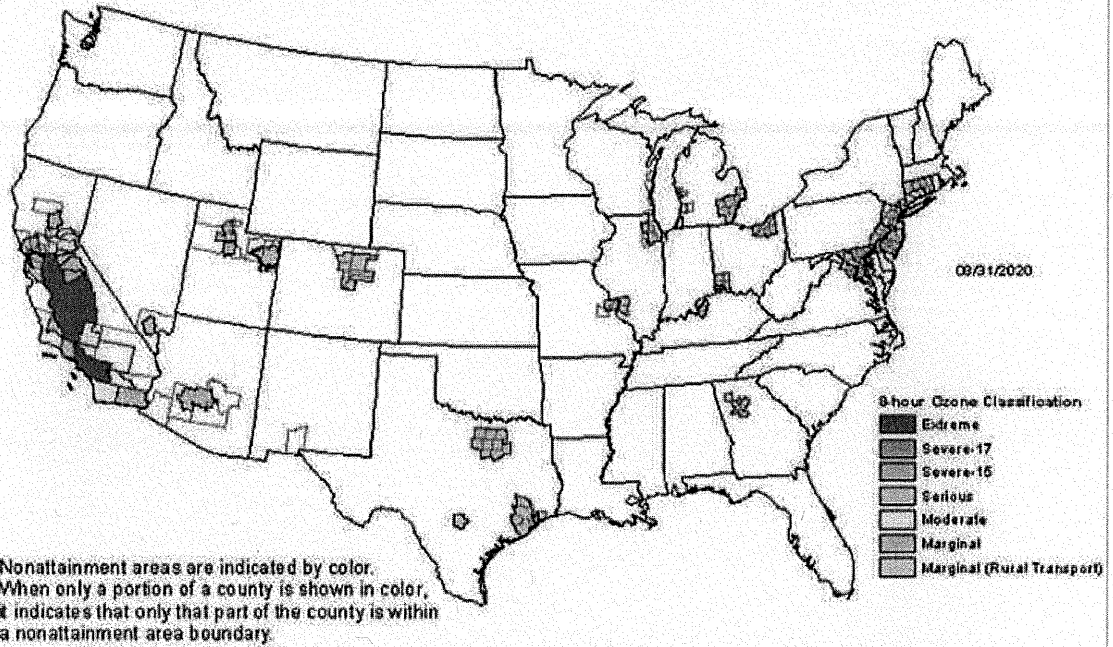 03/31/2020
8-hour Ozone Classification
Extreme
Severe-17
Severe-15
Serious
Moderate
Marginal
Marginal (Rural Transport)
Nonattainment areas are indicated by color.
When only a portion of a county is shown in color,
it indicates that only that part of the county is within
a nonattainment area boundary.